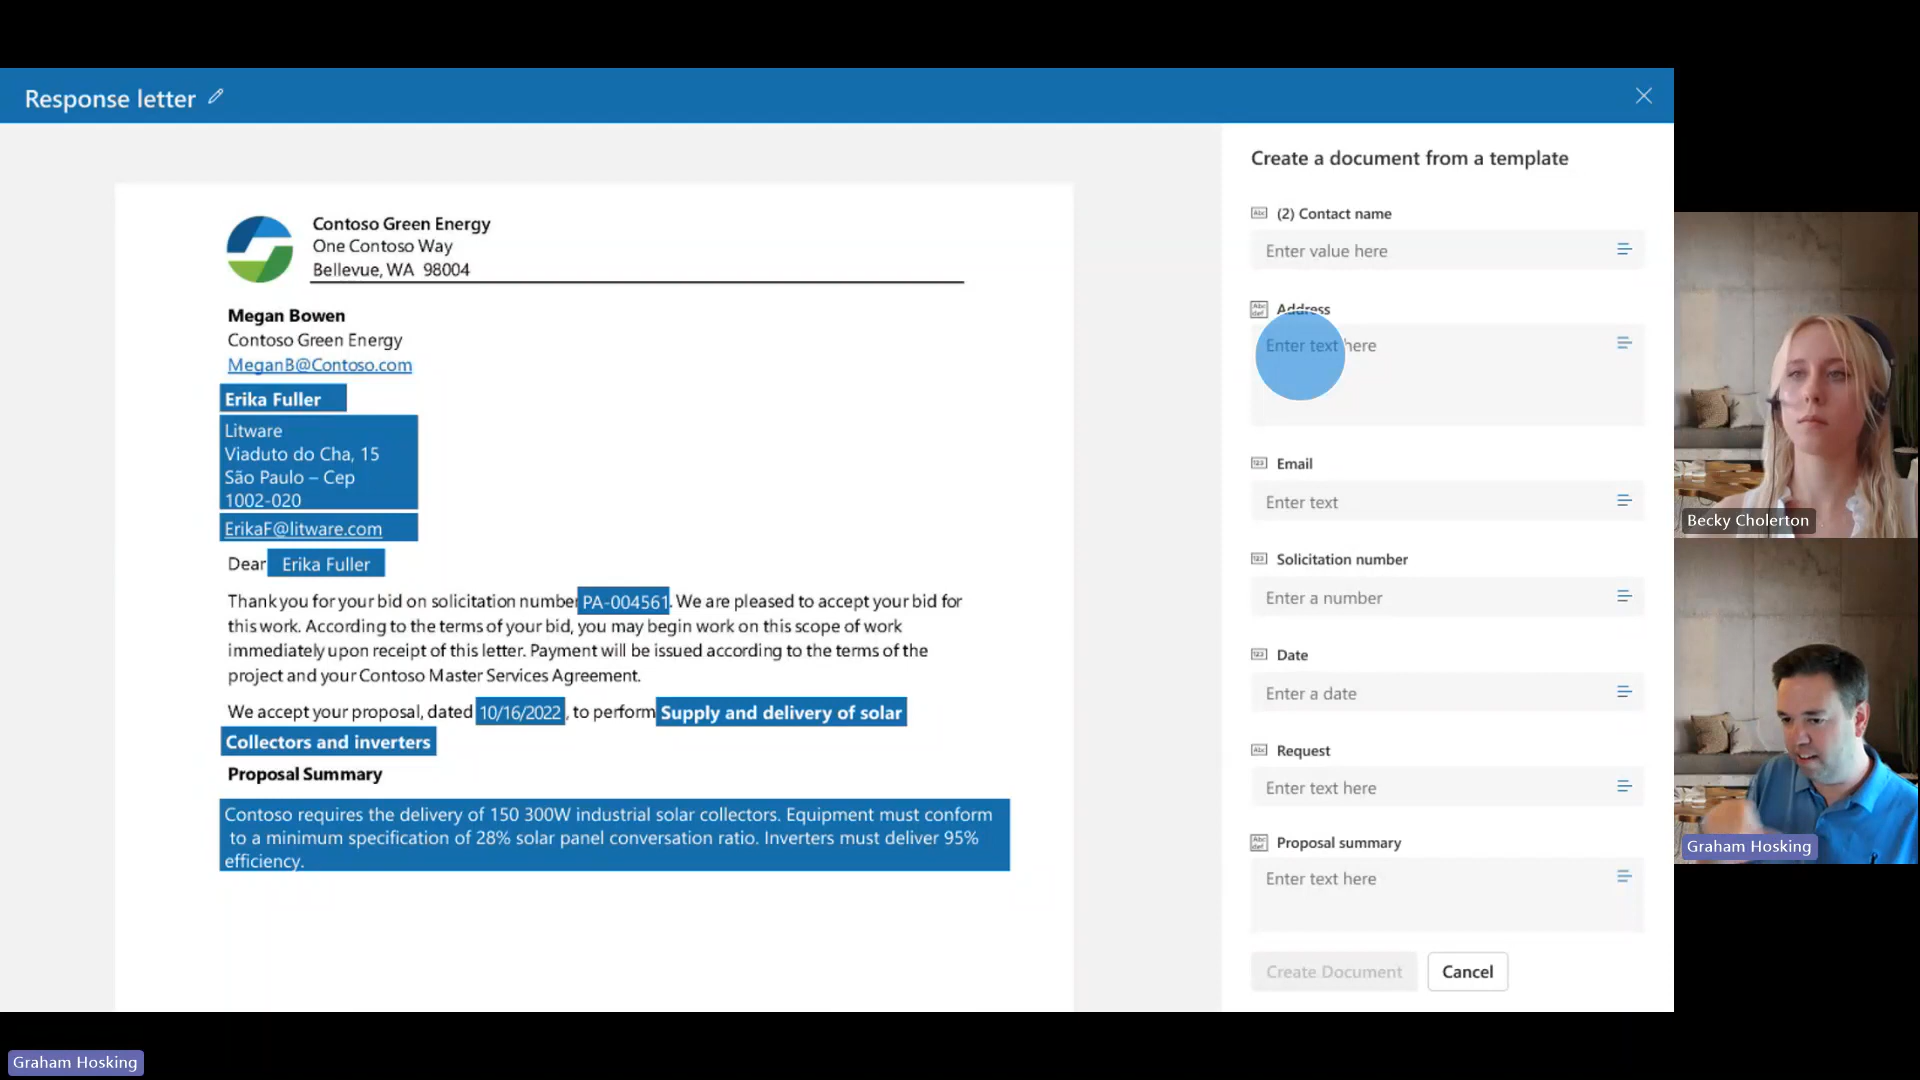 Response letter
Contoso Green Energy
One Contoso Way
Bellevue, WA 98004
Megan Bowen
Contoso Green Energy
MeganB@Contoso.com
Erika Fuller
Litware
Viaduto do Cha, 15
São Paulo – Cep
1002-020
ErikaF@litware.com
Dear Erika Fuller
Thank you for your bid on solicitation number PA-004561. We are pleased to accept your bid for
this work. According to the terms of your bid, you may begin work on this scope of work
immediately upon receipt of this letter. Payment will be issued according to the terms of the
project and your Contoso Master Services Agreement.
We accept your proposal, dated 10/16/2022, to perform Supply and delivery of solar
Collectors and inverters
Proposal Summary
Contoso requires the delivery of 150 300W industrial solar collectors. Equipment must conform
to a minimum specification of 28% solar panel conversation ratio. Inverters must deliver 95%
efficiency.
Create a document from a template
Abc (2) Contact name
Enter value here
Abc def Address
Enter text here
123 Email
Enter text
123 Solicitation number
Enter a number
123 Date
Enter a date
Abc Request
Enter text here
Abc def Proposal summary
Enter text here
Create Document
Cancel
Becky Cholerton
Graham Hosking
Graham Hosking